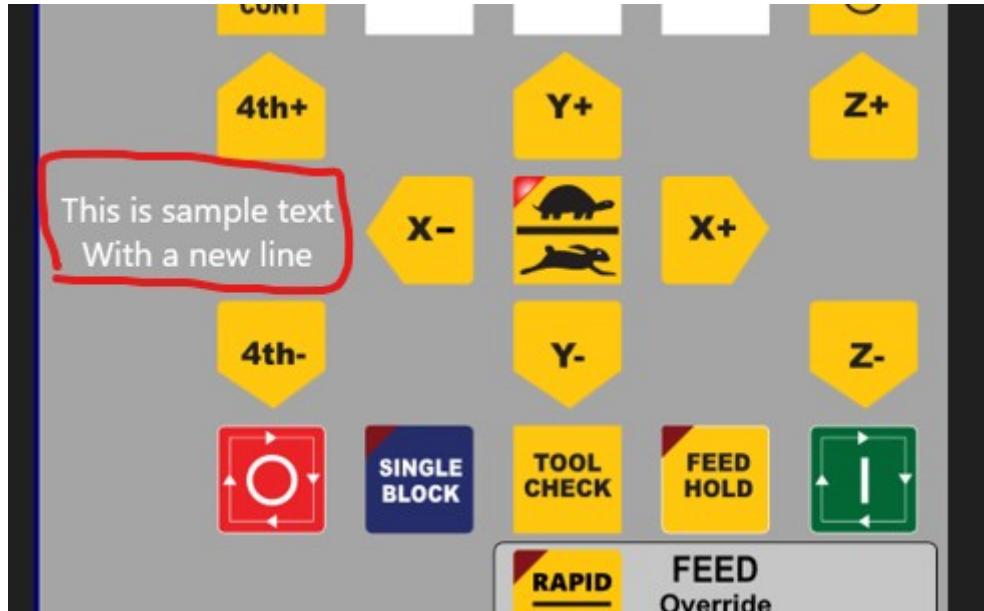 CONT
4th+
Y+
Z+
This is sample text
With a new line
X-
X+
4th-
Y-
Z-
SINGLE
BLOCK
TOOL
CHECK
FEED
HOLD
RAPID
FEED
Override